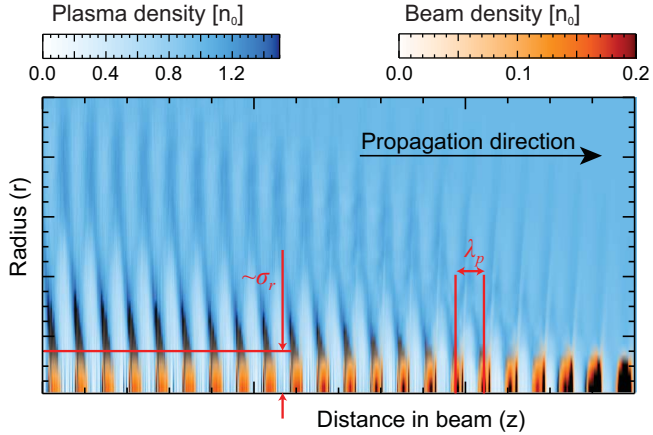 Plasma density [n₀]
Beam density [n₀]
0.0 0.4 0.8 1.2
0.0 0.1 0.2
Propagation direction
Radius (r)
~σᵣ
λₚ
Distance in beam (z)